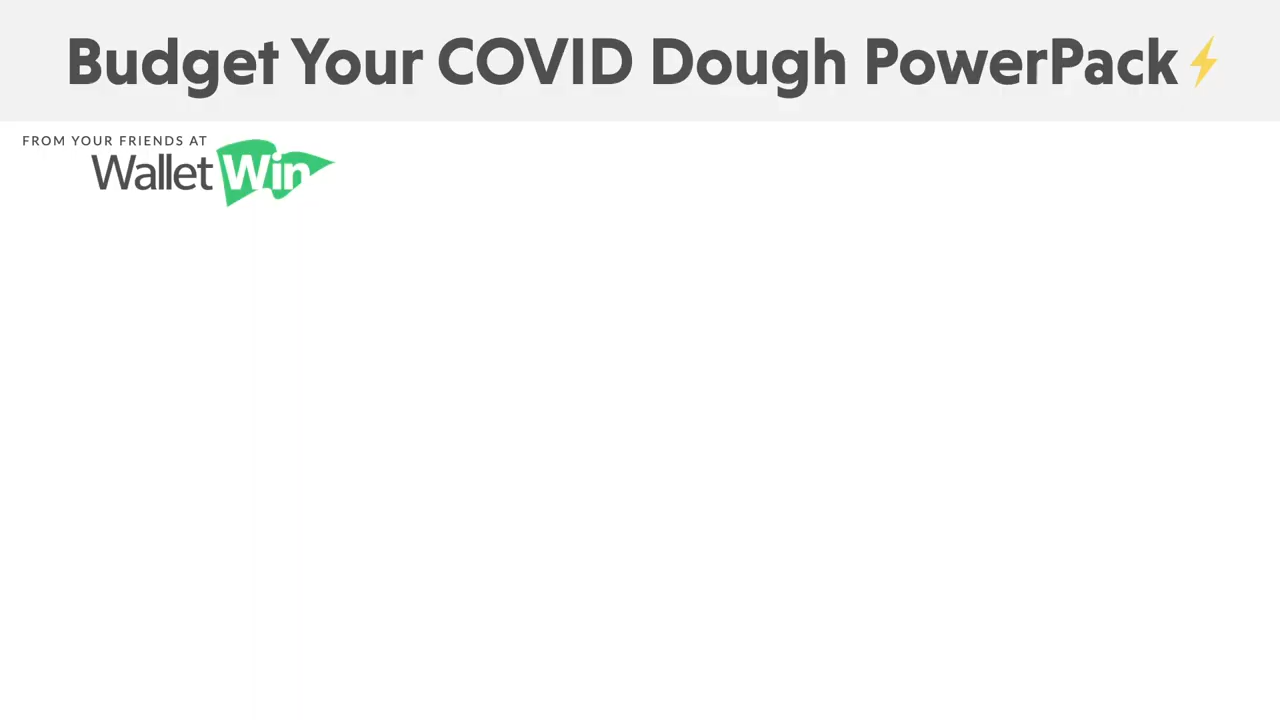 Budget Your COVID Dough PowerPack⚡
FROM YOUR FRIENDS AT
WalletWin